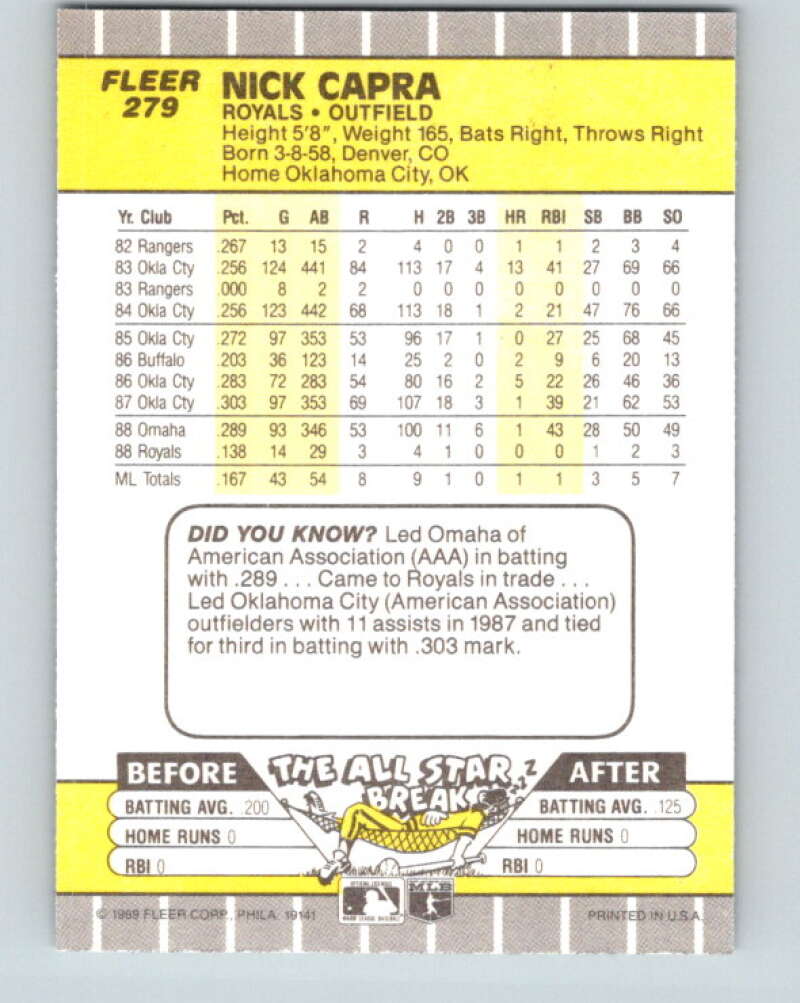 FLEER
279
NICK CAPRA
ROYALS • OUTFIELD
Height 5'8", Weight 165, Bats Right, Throws Right
Born 3-8-58, Denver, CO
Home Oklahoma City, OK
Yr. Club Pct. G AB R H 2B 3B HR RBI SB BB SO
82 Rangers .267 13 15 2 4 0 0 1 1 2 3 4
83 Okla Cty .256 124 441 84 113 17 4 13 41 27 69 66
83 Rangers .000 8 2 2 0 0 0 0 0 0 0 0
84 Okla Cty .256 123 442 68 113 18 1 2 21 47 76 66
85 Okla Cty .272 97 353 53 96 17 1 0 27 25 68 45
86 Buffalo .203 36 123 14 25 2 0 2 9 6 20 13
86 Okla Cty .283 72 283 54 80 16 2 5 22 26 46 36
87 Okla Cty .303 97 353 69 107 18 3 1 39 21 62 53
88 Omaha .289 93 346 53 100 11 6 1 43 28 50 49
88 Royals .138 14 29 3 4 1 0 0 0 1 2 3
ML Totals .167 43 54 8 9 1 0 1 1 3 5 7
DID YOU KNOW? Led Omaha of
American Association (AAA) in batting
with .289 . . . Came to Royals in trade . . .
Led Oklahoma City (American Association)
outfielders with 11 assists in 1987 and tied
for third in batting with .303 mark.
BEFORE
THE ALL STAR
BREAK
Z
AFTER
BATTING AVG. .200
HOME RUNS 0
RBI 0
BATTING AVG. .125
HOME RUNS 0
RBI 0
MLB
© 1989 FLEER CORP., PHILA. 19141
PRINTED IN U.S.A.